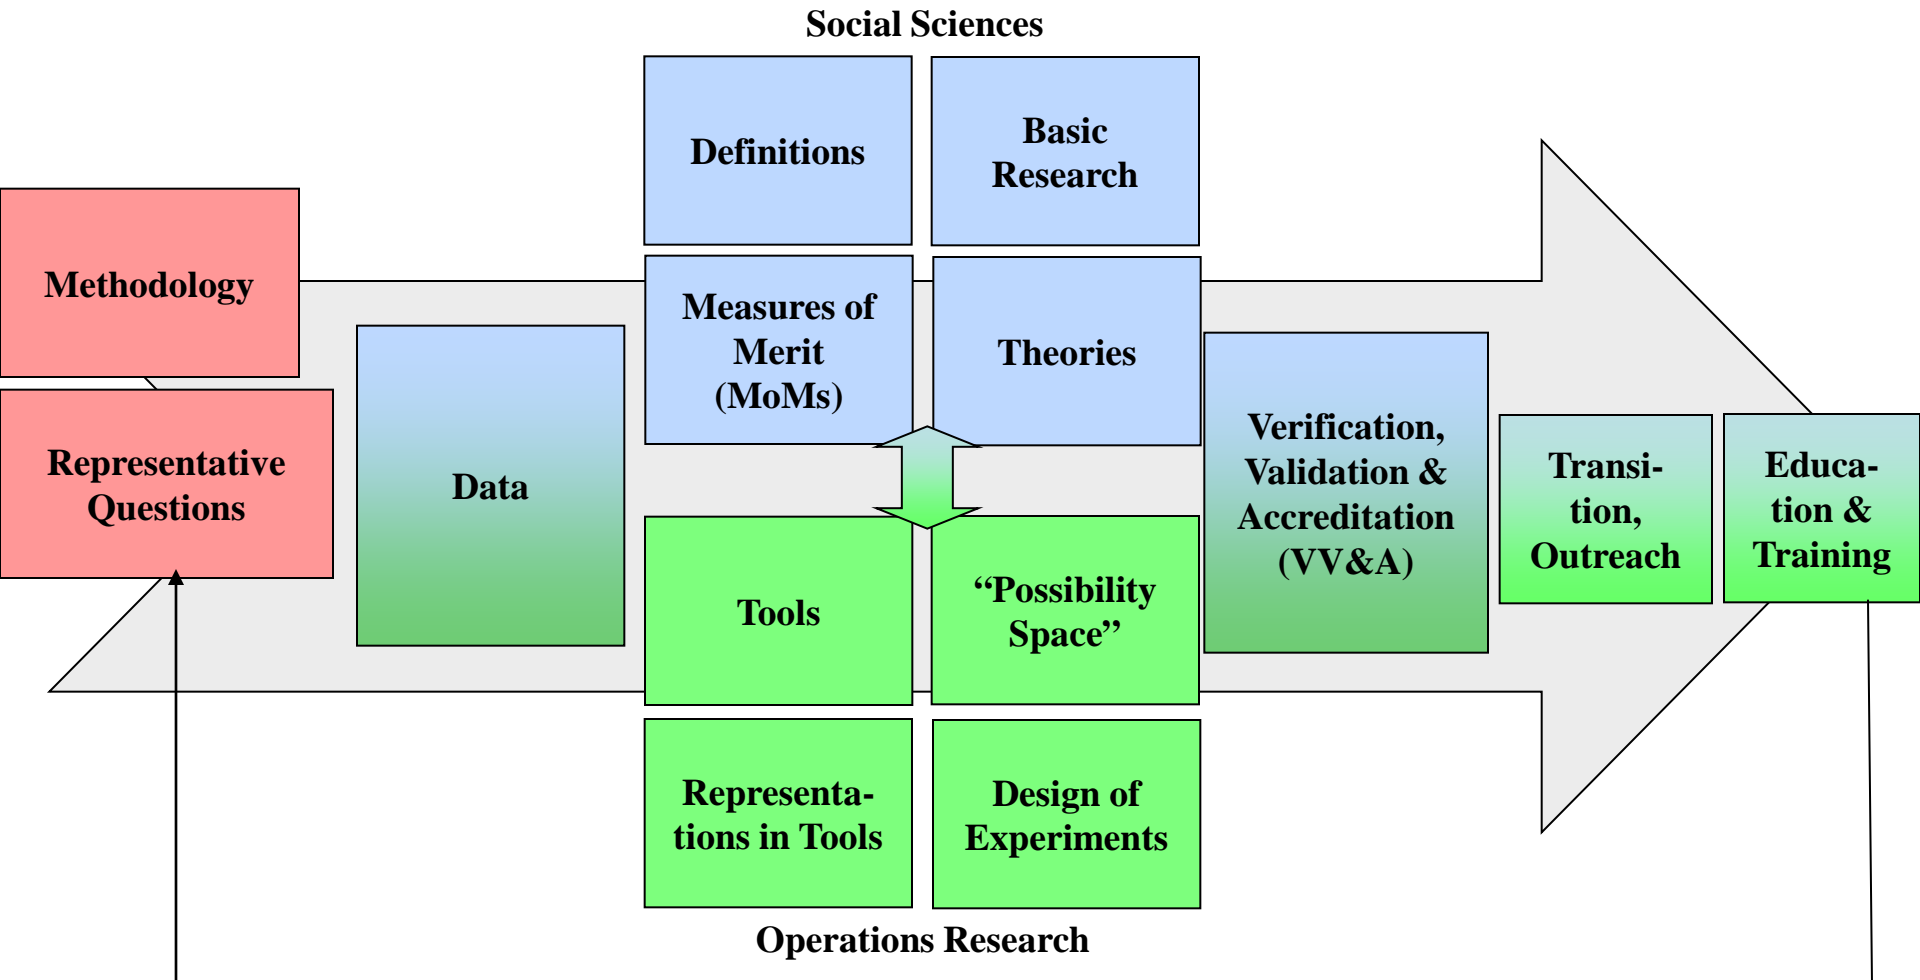 Social Sciences
Definitions
Basic
Research
Methodology
Measures of
Merit
(MoMs)
Theories
Representative
Questions
Data
Verification,
Validation &
Accreditation
(VV&A)
Transi-
tion,
Outreach
Educa-
tion &
Training
Tools
“Possibility
Space”
Representa-
tions in Tools
Design of
Experiments
Operations Research